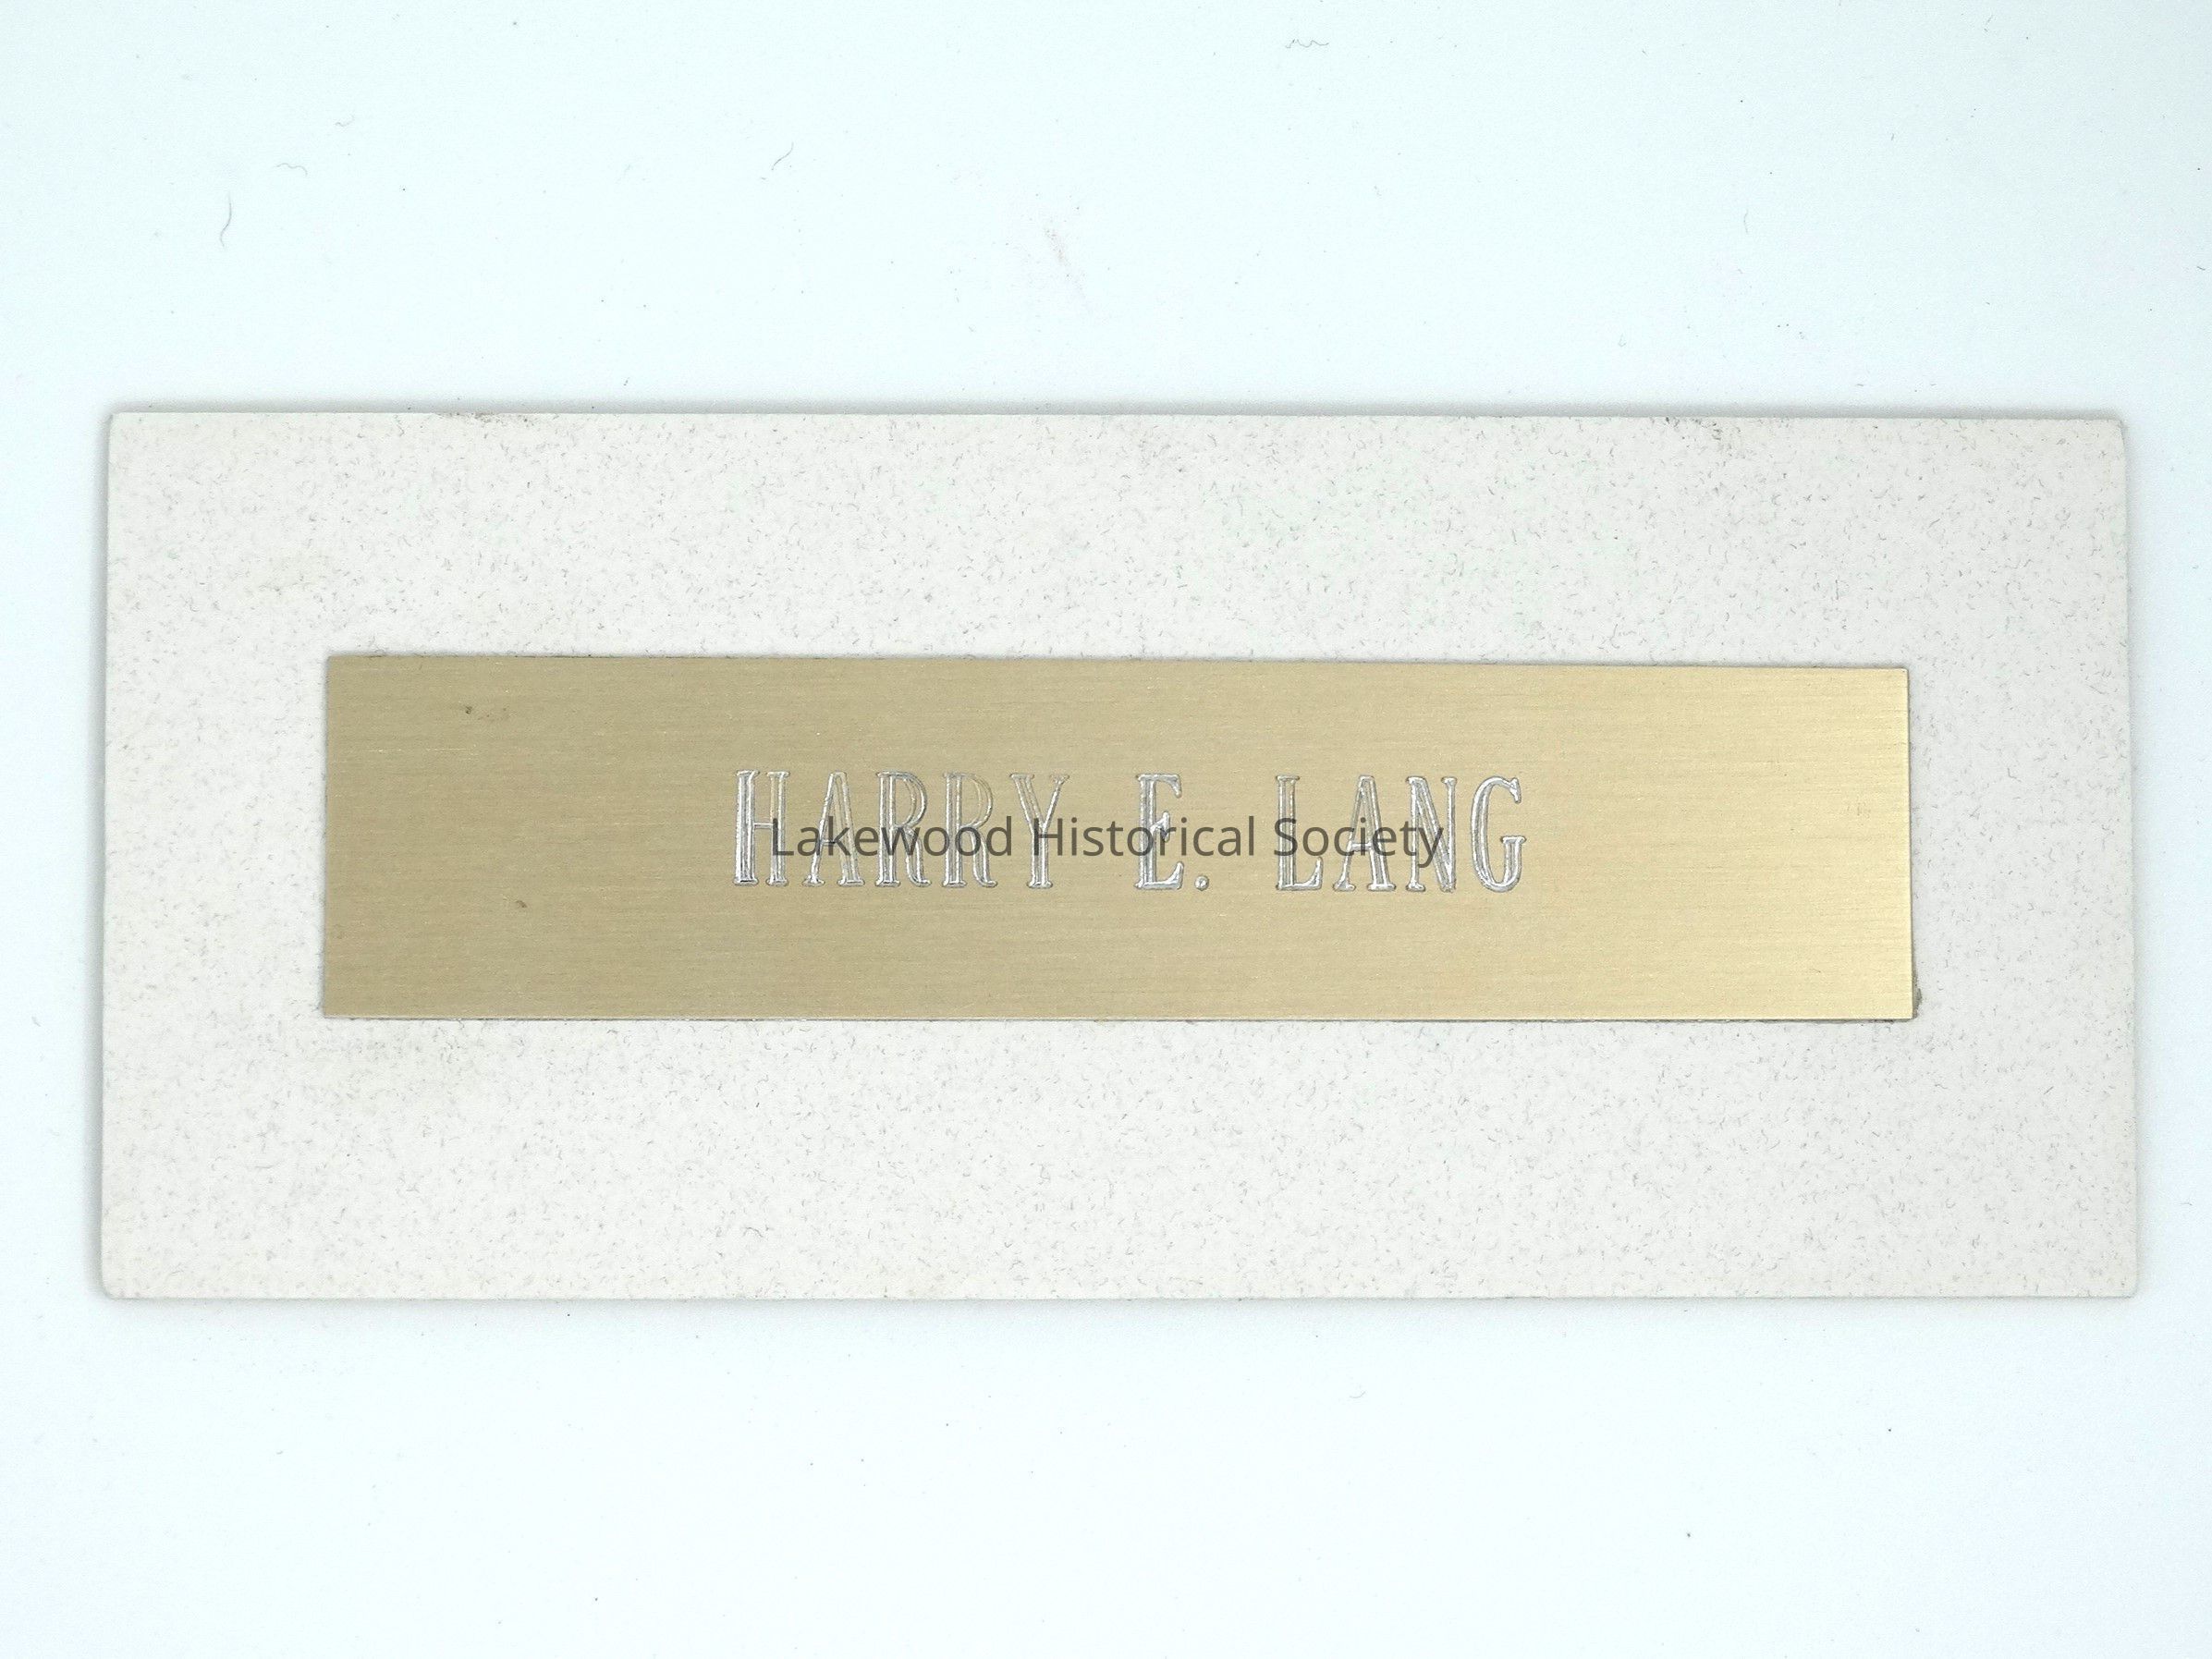 HARRY E. LANG
Lakewood Historical Society